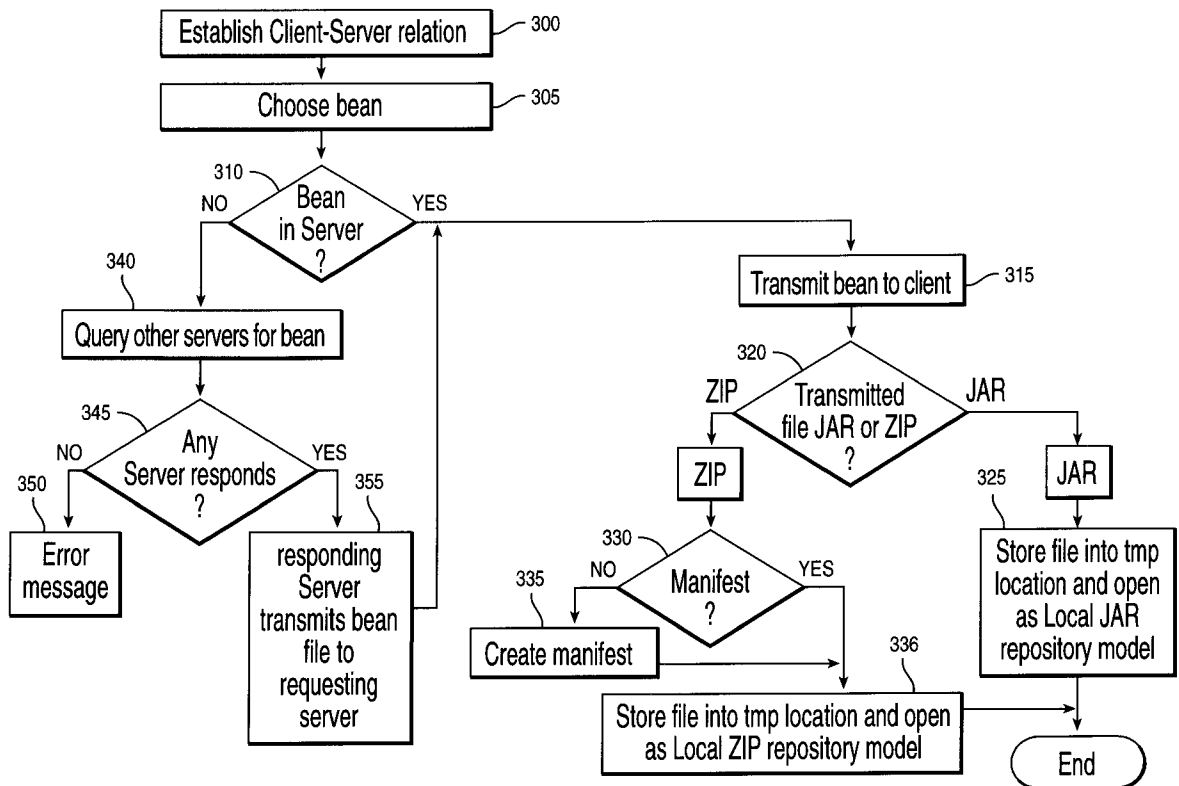 Establish Client-Server relation
300
Choose bean
305
310
NO
YES
Bean
in Server
?
340
Query other servers for bean
Transmit bean to client
315
345
NO
YES
Any
Server responds
?
350
Error
message
355
responding
Server
transmits bean
file to
requesting
server
320
ZIP
JAR
Transmitted
file JAR or ZIP
?
ZIP
JAR
330
NO
YES
Manifest
?
335
Create manifest
325
Store file into tmp
location and open
as Local JAR
repository model
336
Store file into tmp location and open
as Local ZIP repository model
End